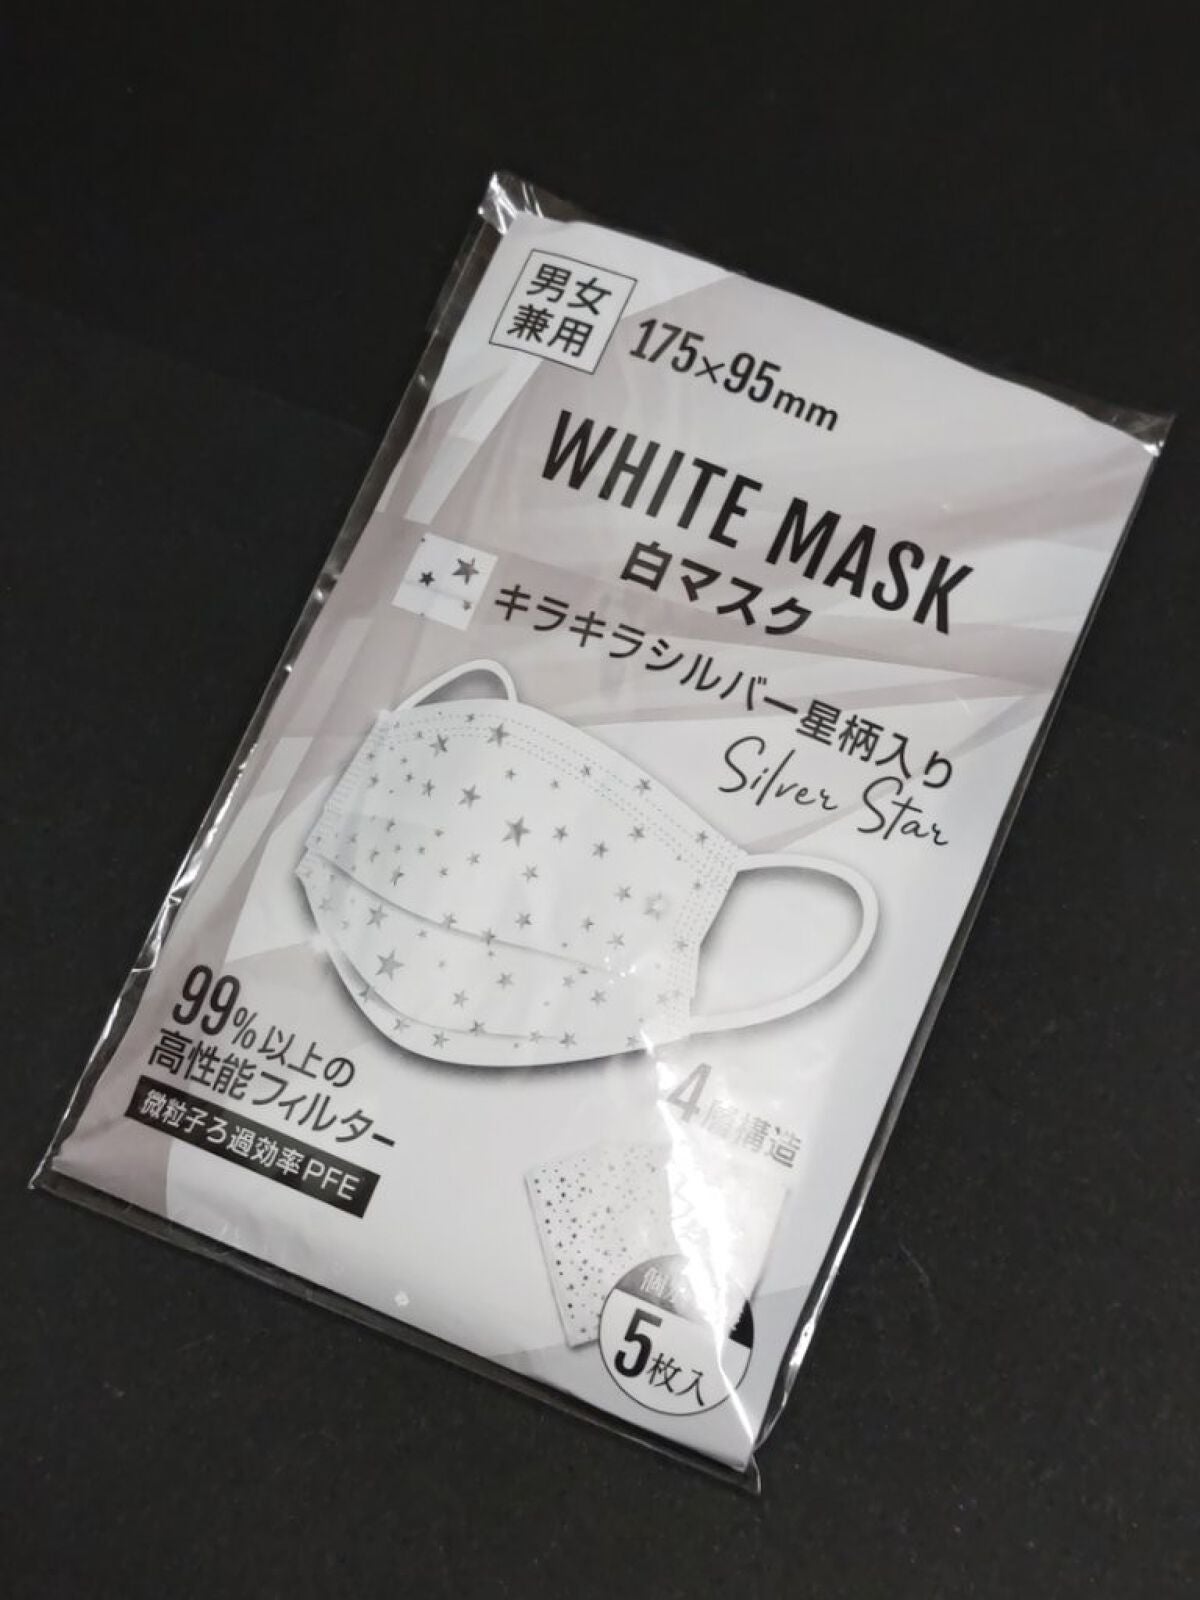 男女
兼用
175×95mm
WHITE MASK
白マスク
キラキラシルバー星柄入り
Silver Star
99%以上の
高性能フィルター
微粒子ろ過効率PFE
4層構造
5枚入